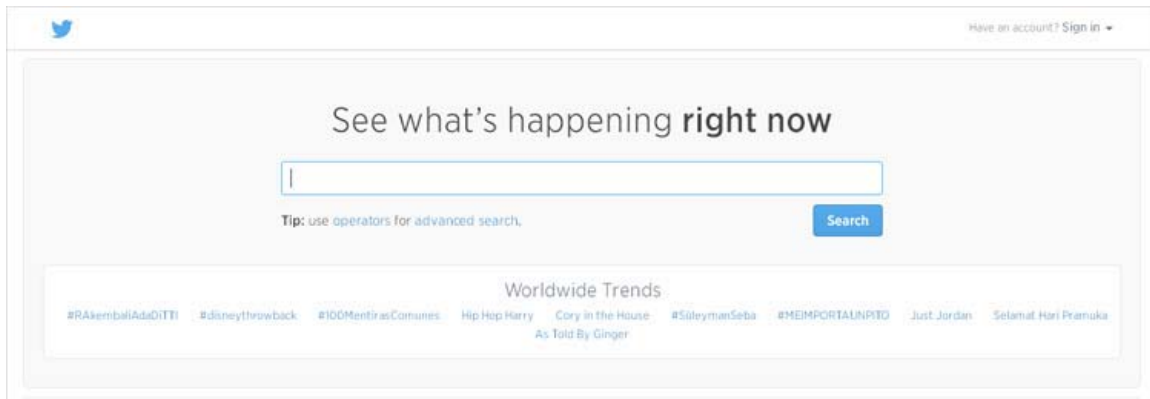 Have an account? Sign in
See what's happening right now
Tip: use operators for advanced search.
Search
Worldwide Trends
#RAkembaliAdaDiTTI #disneythrowback #100MentirasComunes Hip Hop Harry Cory in the House #SüleymanSeba #MEIMPORTAUNPITO Just Jordan Selamat Hari Pramuka
As Told By Ginger